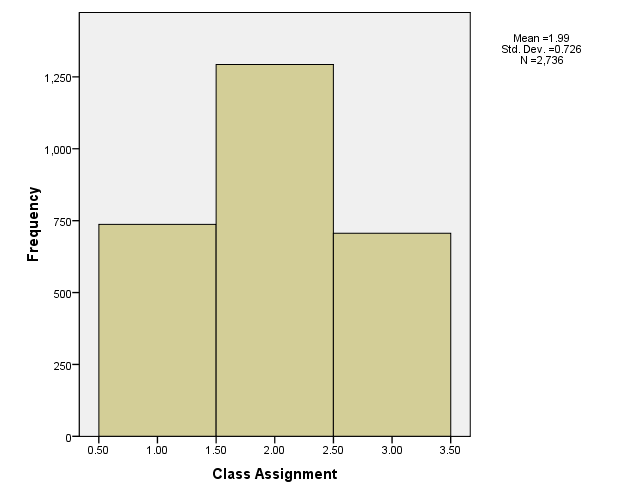 Mean =1.99
Std. Dev. =0.726
N =2,736
1,250
1,000
750
500
250
0
Frequency
0.50 1.00 1.50 2.00 2.50 3.00 3.50
Class Assignment